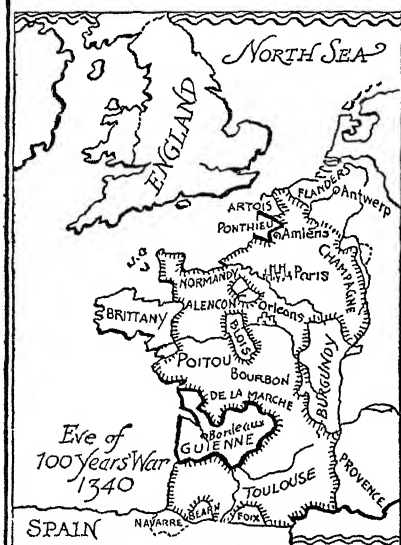 NORTH SEA
ENGLAND
FLANDERS
Antwerp
ARTOIS
PONTHIEU
Amiens
CHAMPAGNE
NORMANDY
Paris
ALENCON
Orleans
BRITTANY
BLOIS
POITOU
BOURBON
BURGUNDY
DE LA MARCHE
Bordeaux
GUIENNE
Eve of
100 Years' War
1340
TOULOUSE
PROVENCE
SPAIN
NAVARRE
BEARN
FOIX